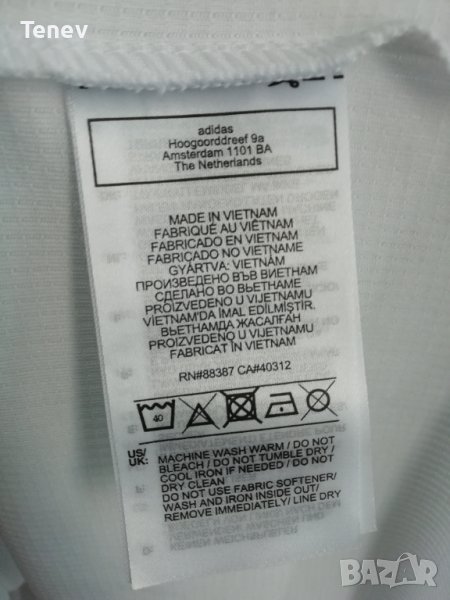 Tenev
adidas
Hoogoorddreef 9a
Amsterdam 1101 BA
The Netherlands
MADE IN VIETNAM
FABRIQUÉ AU VIÊTNAM
FABRICADO EN VIETNAM
FABRICADO NO VIETNAME
GYÁRTVA: VIETNÁM
ПРОИЗВЕДЕНО ВЪВ ВИЕТНАМ
СДЕЛАНО ВО ВЬЕТНАМЕ
PROIZVEDENO U VIJETNAMU
VİETNAM'DA İMAL EDİLMİŞTİR.
ВЬЕТНАМДА ЖАСАЛҒАН
PROIZVEDENO U VIJETNAMU
FABRICAT ÎN VIETNAM
RN#88387 CA#40312
40
US/ UK: MACHINE WASH WARM / DO NOT
BLEACH / DO NOT TUMBLE DRY /
COOL IRON IF NEEDED / DO NOT
DRY CLEAN
DO NOT USE FABRIC SOFTENER/
WASH AND IRON INSIDE OUT/
REMOVE IMMEDIATELY/ LINE DRY
BAZAR